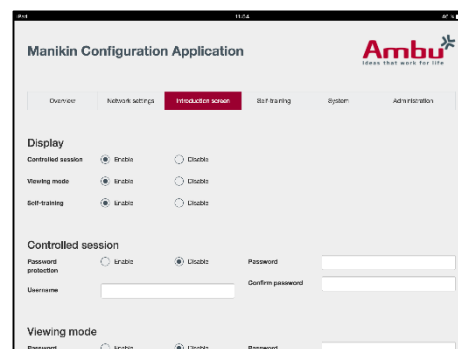 iPad 11:54
Manikin Configuration Application
Ambu
Ideas that work for life
Overview Network settings Introduction screen Self-training System Administration
Display
Controlled session Enable Disable
Viewing mode Enable Disable
Self-training Enable Disable
Controlled session
Password protection Enable Disable Password
Username Confirm password
Viewing mode
Password Enable Disable Password